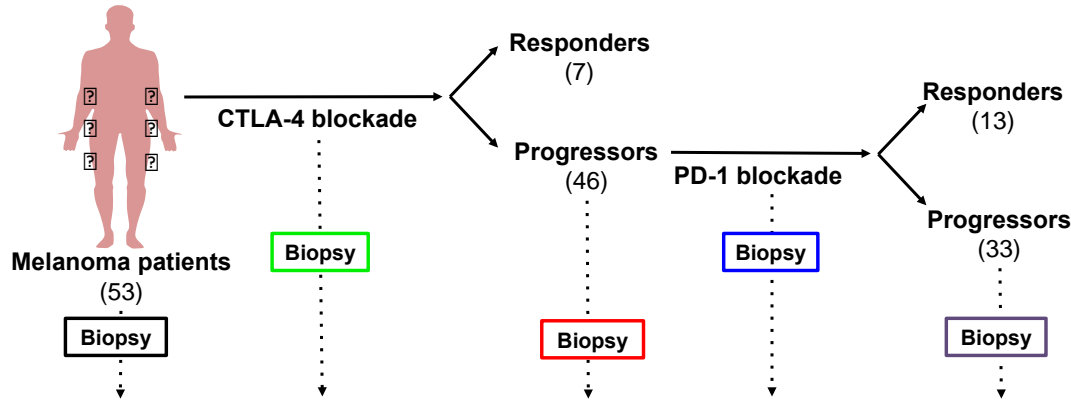 Responders
(7)
CTLA-4 blockade
Progressors
(46)
PD-1 blockade
Responders
(13)
Progressors
(33)
Melanoma patients
(53)
Biopsy
Biopsy
Biopsy
Biopsy
Biopsy
? ?
? ?
? ?